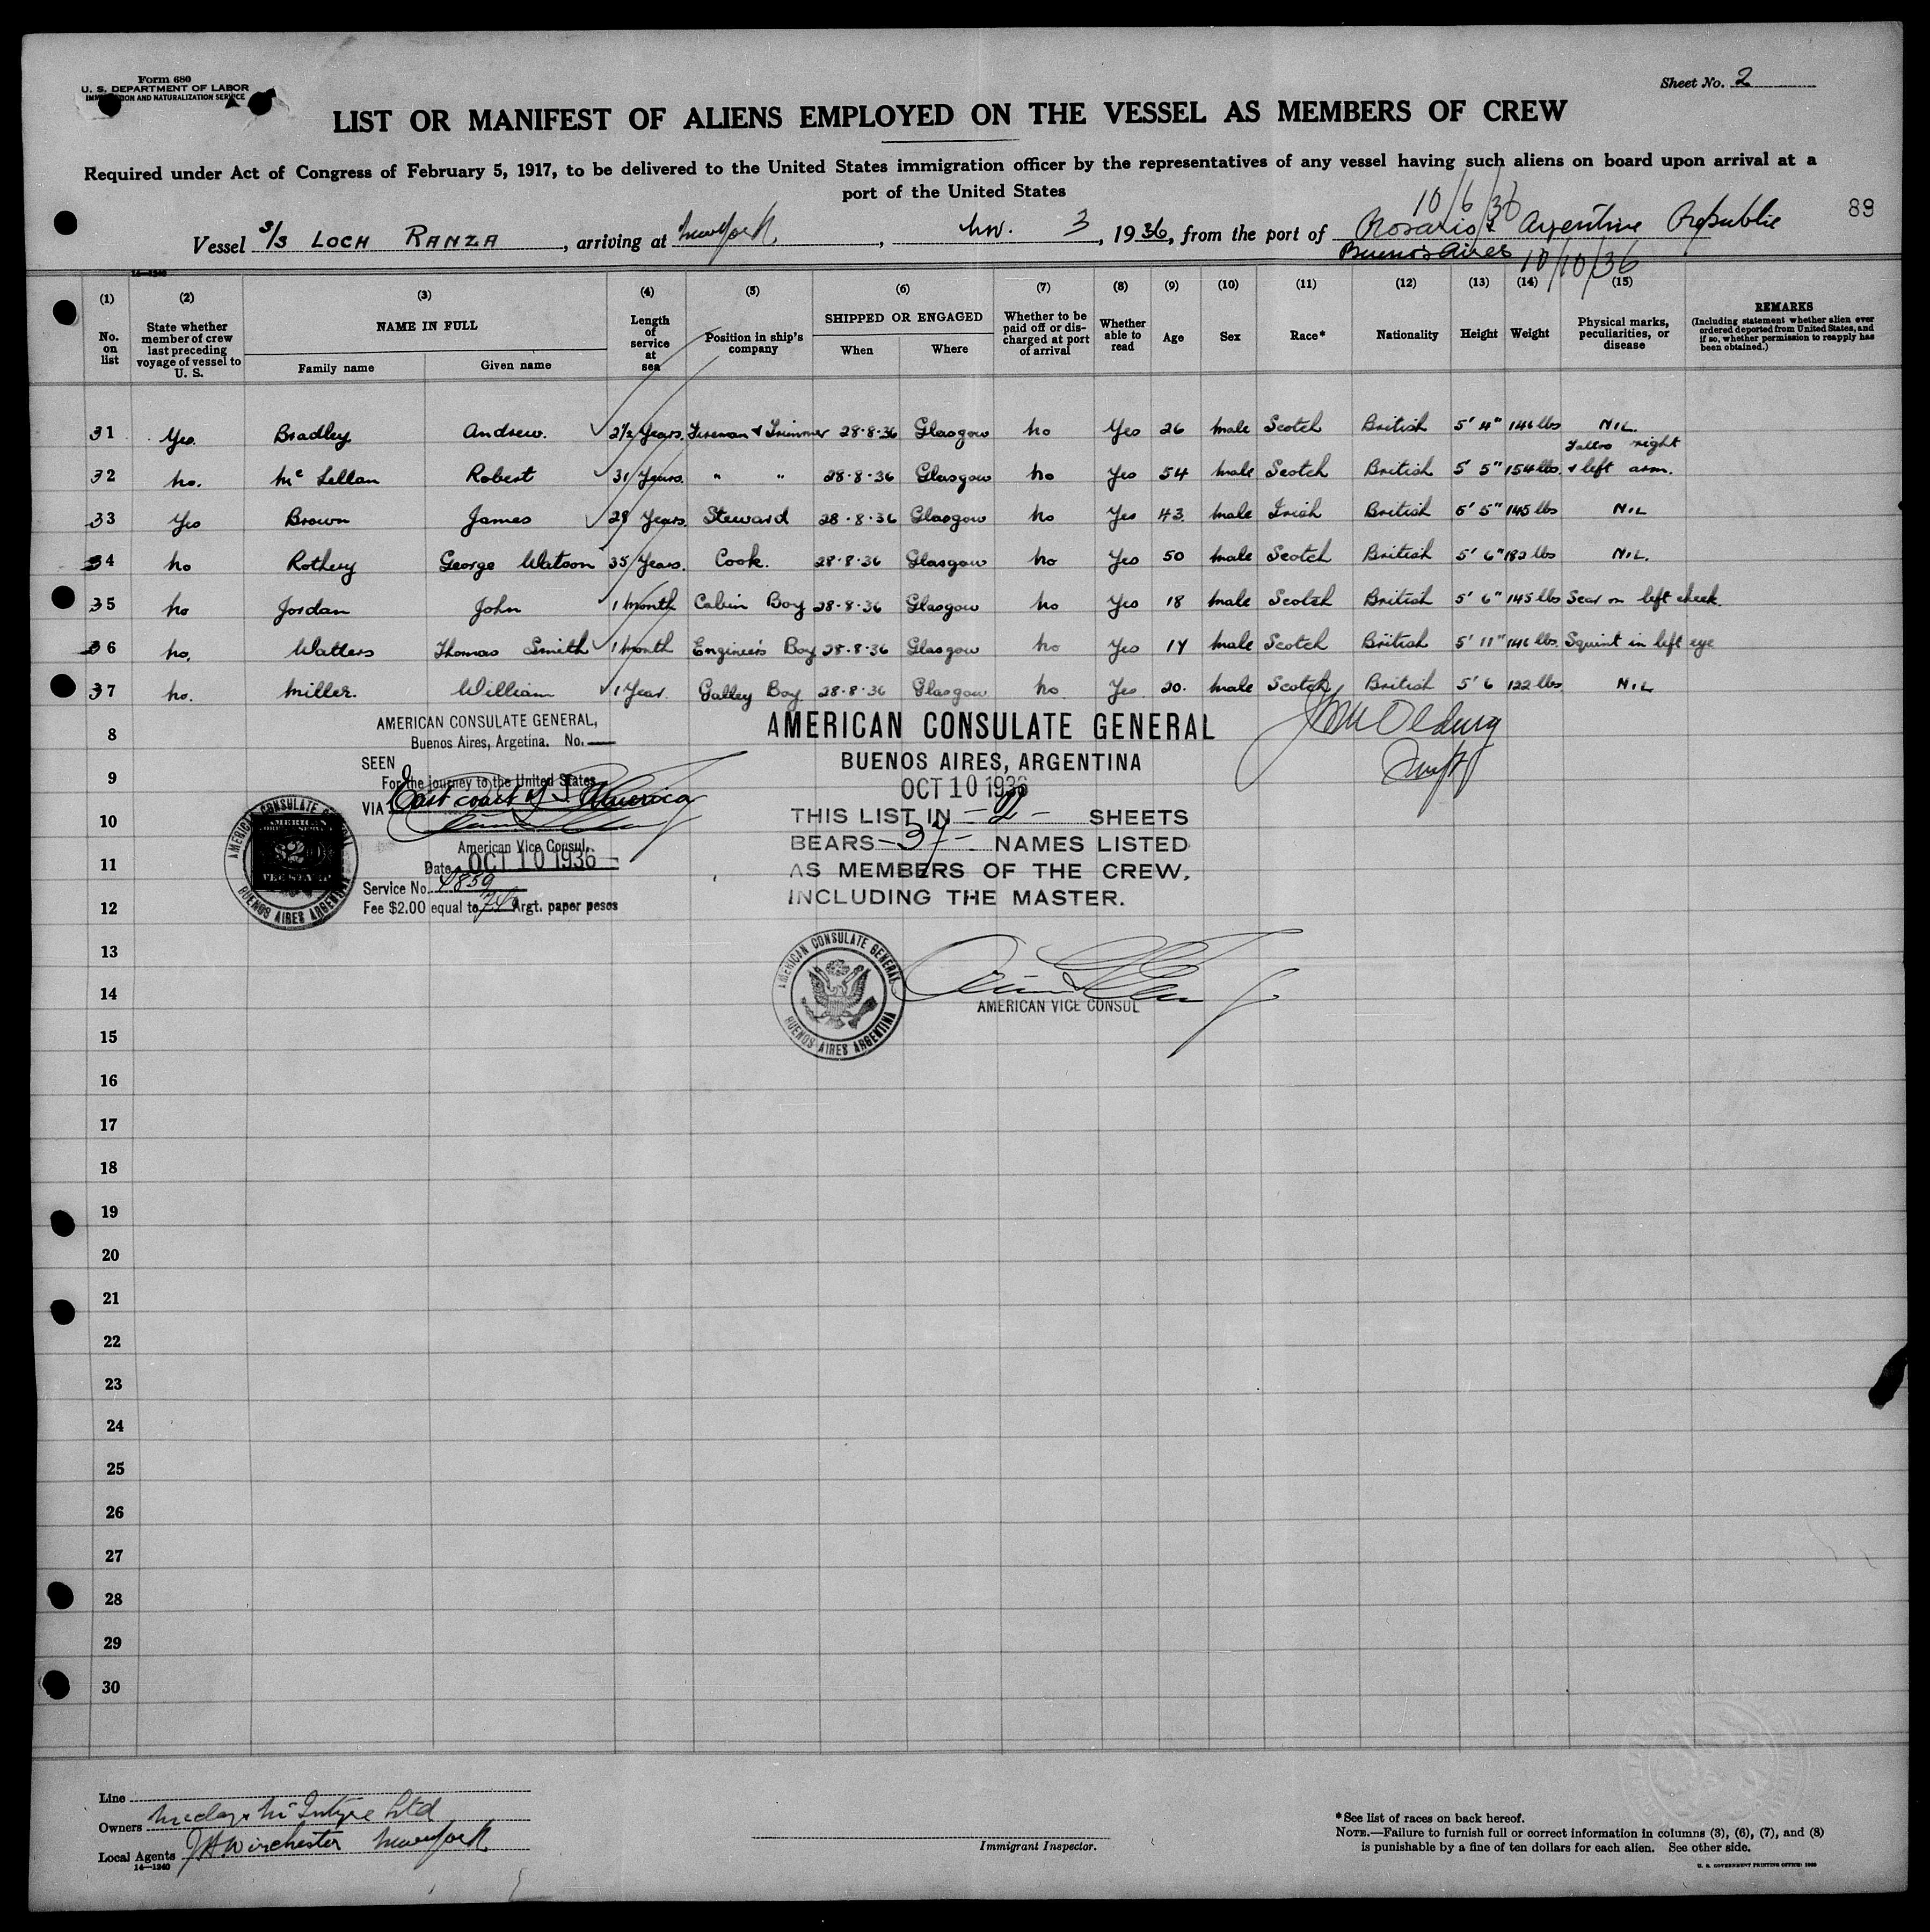 Form 680
U. S. DEPARTMENT OF LABOR
IMMIGRATION AND NATURALIZATION SERVICE
Sheet No. 2
LIST OR MANIFEST OF ALIENS EMPLOYED ON THE VESSEL AS MEMBERS OF CREW
Required under Act of Congress of February 5, 1917, to be delivered to the United States immigration officer by the representatives of any vessel having such aliens on board upon arrival at a
port of the United States
10/6/36
89
Vessel S/S LOCH RANZA, arriving at New York, Nov. 3, 1936, from the port of Rosario & Argentine Republic
Buenos Aires 10/10/36
14—1240
(1) (2) (3) (4) (5) (6) (7) (8) (9) (10) (11) (12) (13) (14) (15)
No. on list
State whether member of crew last preceding voyage of vessel to U. S.
NAME IN FULL
Family name
Given name
Length of service at sea
Position in ship's company
SHIPPED OR ENGAGED
When
Where
Whether to be paid off or discharged at port of arrival
Whether able to read
Age
Sex
Race*
Nationality
Height
Weight
Physical marks, peculiarities, or disease
REMARKS
(Including statement whether alien ever ordered deported from United States, and if so, whether permission to reapply has been obtained.)
31 Yes. Bradley Andrew. 2½ Years. Fireman & Trimmer 28-8-36 Glasgow No Yes 26 Male Scotch British 5' 4" 146 lbs NIL.
32 No. McLellan Robert 31 Years. " " 28-8-36 Glasgow No Yes 54 Male Scotch British 5' 5" 154 lbs. Tattoo right & left arm.
33 Yes Brown James 29 Years. Steward 28-8-36 Glasgow No Yes 43. Male Irish British 5' 5" 145 lbs NIL
34 No Rothery George Watson 35 Years. Cook. 28-8-36 Glasgow No Yes 50 Male Scotch British 5' 6" 182 lbs NIL.
35 No Jordan John 1 Month Cabin Boy 28-8-36 Glasgow No Yes 18 Male Scotch British 5' 6" 145 lbs Scar on left cheek.
36 No. Watters Thomas Smith 1 Month Engineer's Boy 28-8-36 Glasgow No Yes 17 Male Scotch British 5' 11" 146 lbs. Squint in left eye
37 No. Miller. William 1 Year. Galley Boy 28-8-36 Glasgow No. Yes. 20. Male Scotch British 5' 6 122 lbs NIL
8
9
10
11
12
13
14
15
16
17
18
19
20
21
22
23
24
25
26
27
28
29
30
AMERICAN CONSULATE GENERAL,
Buenos Aires, Argetina. No. —
SEEN
For the journey to the United States
VIA East coast of S. America
American Vice Consul.
Date OCT 10 1936
Service No. 4859
Fee $2.00 equal to Argt. paper pesos
AMERICAN CONSULATE GENERAL
BUENOS AIRES ARGENTINA
AMERICAN
$2
FEE STAMP
AMERICAN CONSULATE GENERAL
BUENOS AIRES, ARGENTINA
OCT 10 1936
THIS LIST IN - 2 - SHEETS
BEARS - 37 - NAMES LISTED
AS MEMBERS OF THE CREW,
INCLUDING THE MASTER.
AMERICAN CONSULATE GENERAL
BUENOS AIRES ARGENTINA
AMERICAN VICE CONSUL
Line
Owners McClay & McIntyre Ltd
Local Agents J H Winchester New York
14—1240
Immigrant Inspector.
*See list of races on back hereof.
NOTE.—Failure to furnish full or correct information in columns (3), (6), (7), and (8)
is punishable by a fine of ten dollars for each alien. See other side.
U. S. GOVERNMENT PRINTING OFFICE: